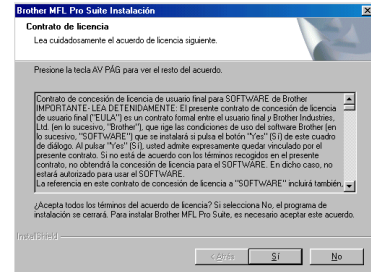 Brother MFL Pro Suite Instalación
Contrato de licencia
Lea cuidadosamente el acuerdo de licencia siguiente.
Presione la tecla AV PÁG para ver el resto del acuerdo.
Contrato de concesión de licencia de usuario final para SOFTWARE de Brother
IMPORTANTE- LEA DETENIDAMENTE: El presente contrato de concesión de licencia
de usuario final ("EULA") es un contrato formal entre el usuario final y Brother Industries,
Ltd. (en lo sucesivo, "Brother"), que rige las condiciones de uso del software Brother (en
lo sucesivo, "SOFTWARE") que se instalará si pulsa el botón "Yes" (Sí) de este cuadro
de diálogo. Al pulsar "Yes" (Sí), usted admite expresamente quedar vinculado por el
presente contrato. Si no está de acuerdo con los términos recogidos en el presente
contrato, no obtendrá la concesión de licencia para el SOFTWARE. En dicho caso, no
estará autorizado para usar el SOFTWARE.
La referencia en este contrato de concesión de licencia a "SOFTWARE" incluirá también,
¿Acepta todos los términos del acuerdo de licencia? Si selecciona No, el programa de
instalación se cerrará. Para instalar Brother MFL Pro Suite, es necesario aceptar este acuerdo.
InstallShield
< Atrás Sí No